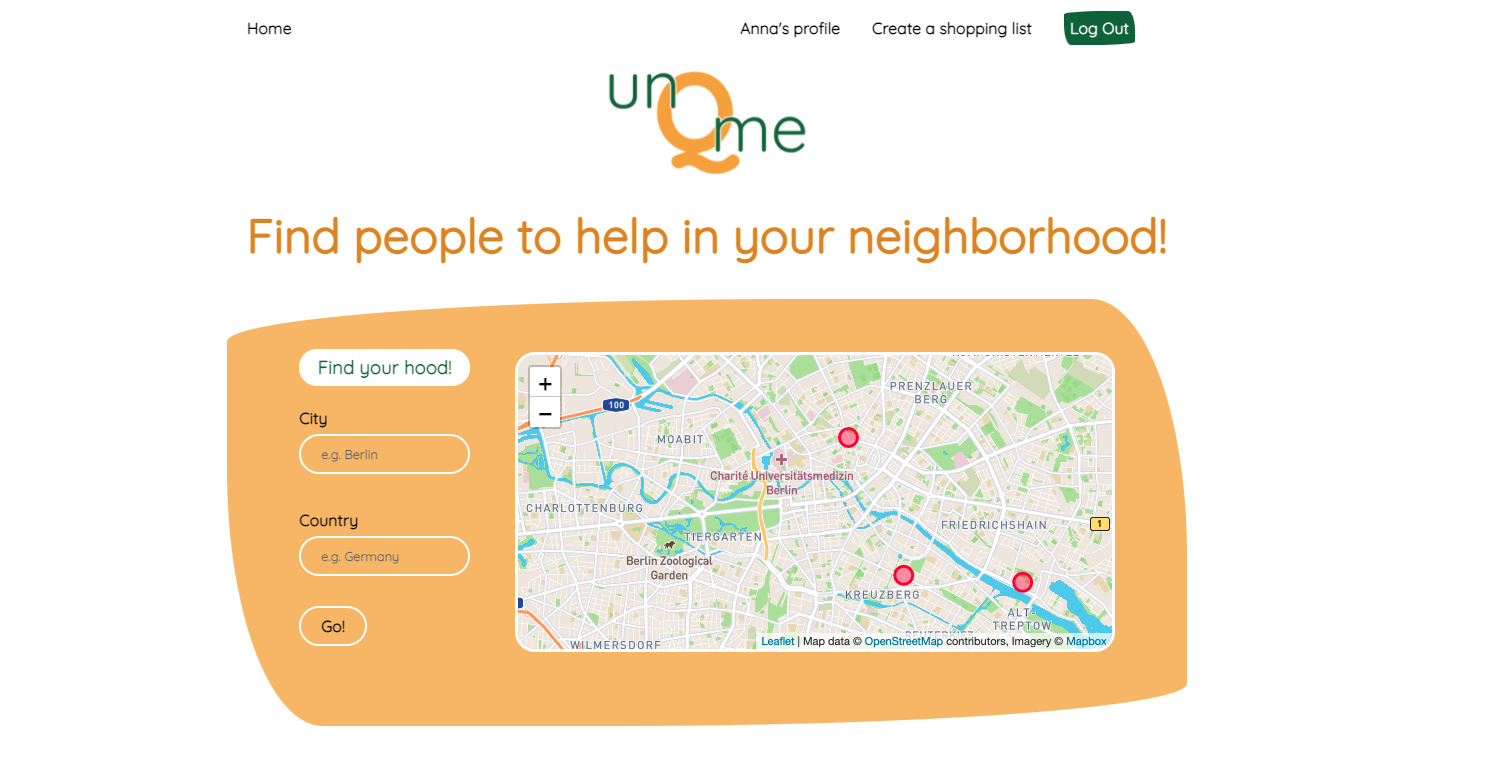 Home
Anna's profile
Create a shopping list
Log Out
unQme
Find people to help in your neighborhood!
Find your hood!
City
e.g. Berlin
Country
e.g. Germany
Go!
+
−
100
PRENZLAUER
BERG
MOABIT
Charité Universitätsmedizin
Berlin
CHARLOTTENBURG
FRIEDRICHSHAIN
1
TIERGARTEN
Berlin Zoological
Garden
KREUZBERG
ALT-
TREPTOW
WILMERSDORF
Leaflet | Map data © OpenStreetMap contributors, Imagery © Mapbox